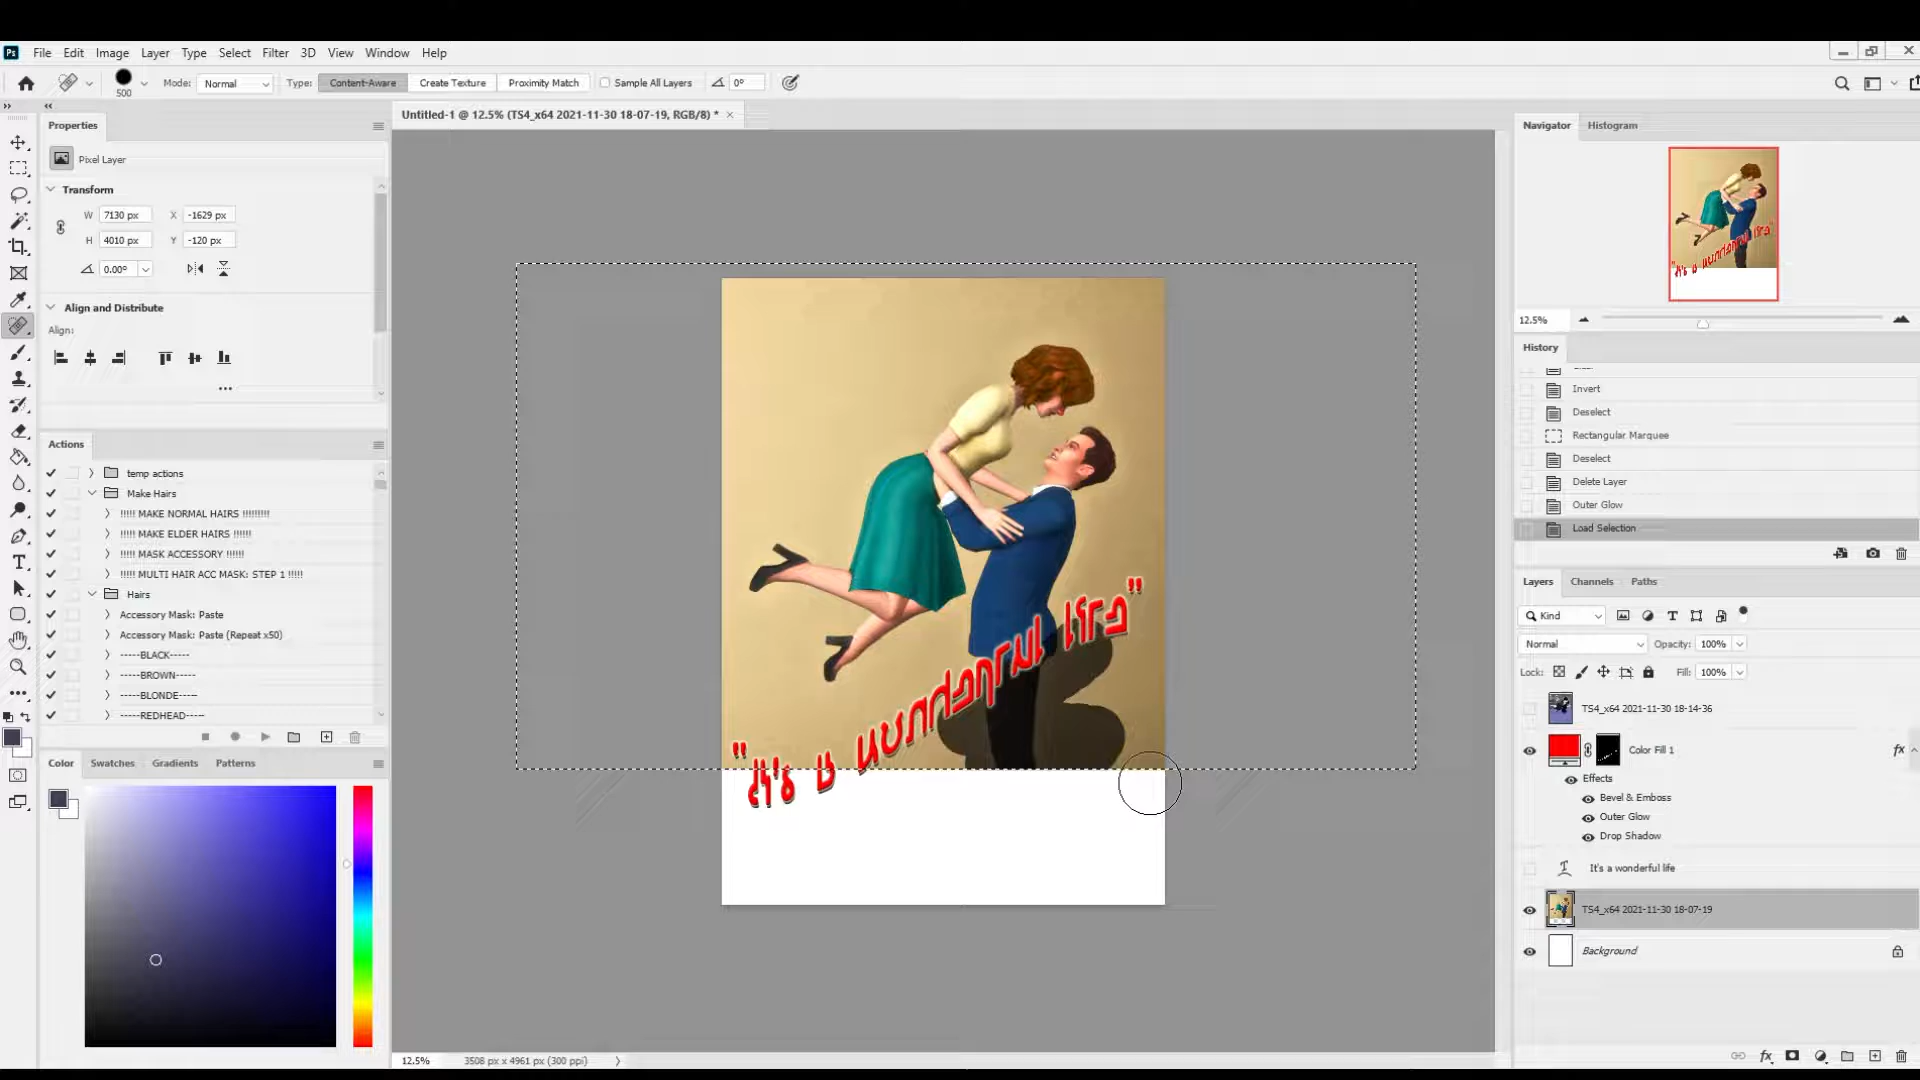 File Edit Image Layer Type Select Filter 3D View Window Help
500 Mode: Normal Type: Content-Aware Create Texture Proximity Match Sample All Layers 0°
Untitled-1 @ 12.5% (TS4_x64 2021-11-30 18-07-19, RGB/8) * ×
Properties
Pixel Layer
Transform
W 7130 px X -1629 px
H 4010 px Y -120 px
0.00°
Align and Distribute
Align:
Actions
temp actions
Make Hairs
!!!!! MAKE NORMAL HAIRS !!!!!!!!!
!!!!! MAKE ELDER HAIRS !!!!!!
!!!!! MASK ACCESSORY !!!!!!
!!!!! MULTI HAIR ACC MASK: STEP 1 !!!!!
Hairs
Accessory Mask: Paste
Accessory Mask: Paste (Repeat x50)
-----BLACK-----
-----BROWN-----
-----BLONDE-----
-----REDHEAD-----
Color Swatches Gradients Patterns
"It's a wonderful life"
12.5% 3508 px x 4961 px (300 ppi)
Navigator Histogram
"It's a wonderful life"
12.5%
History
Invert
Deselect
Rectangular Marquee
Deselect
Delete Layer
Outer Glow
Load Selection
Layers Channels Paths
Kind
Normal Opacity: 100%
Lock: Fill: 100%
TS4_x64 2021-11-30 18-14-36
Color Fill 1 fx
Effects
Bevel & Emboss
Outer Glow
Drop Shadow
It's a wonderful life
TS4_x64 2021-11-30 18-07-19
Background